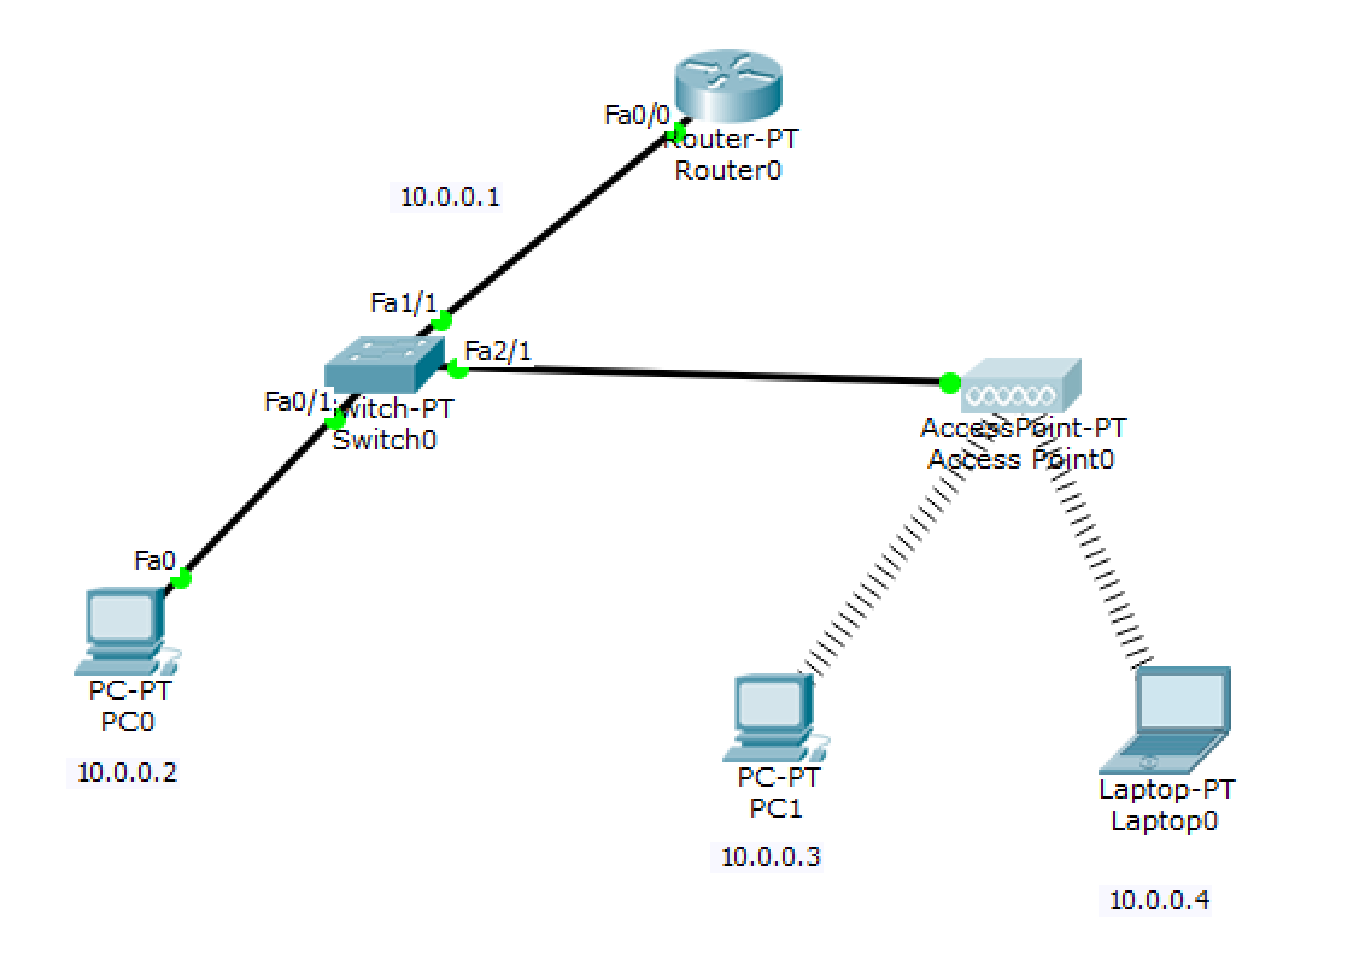 Fa0/0
Router-PT
Router0
10.0.0.1
Fa1/1
Fa2/1
Fa0/1
Switch-PT
Switch0
AccessPoint-PT
Access Point0
Fa0
PC-PT
PC0
10.0.0.2
PC-PT
PC1
10.0.0.3
Laptop-PT
Laptop0
10.0.0.4